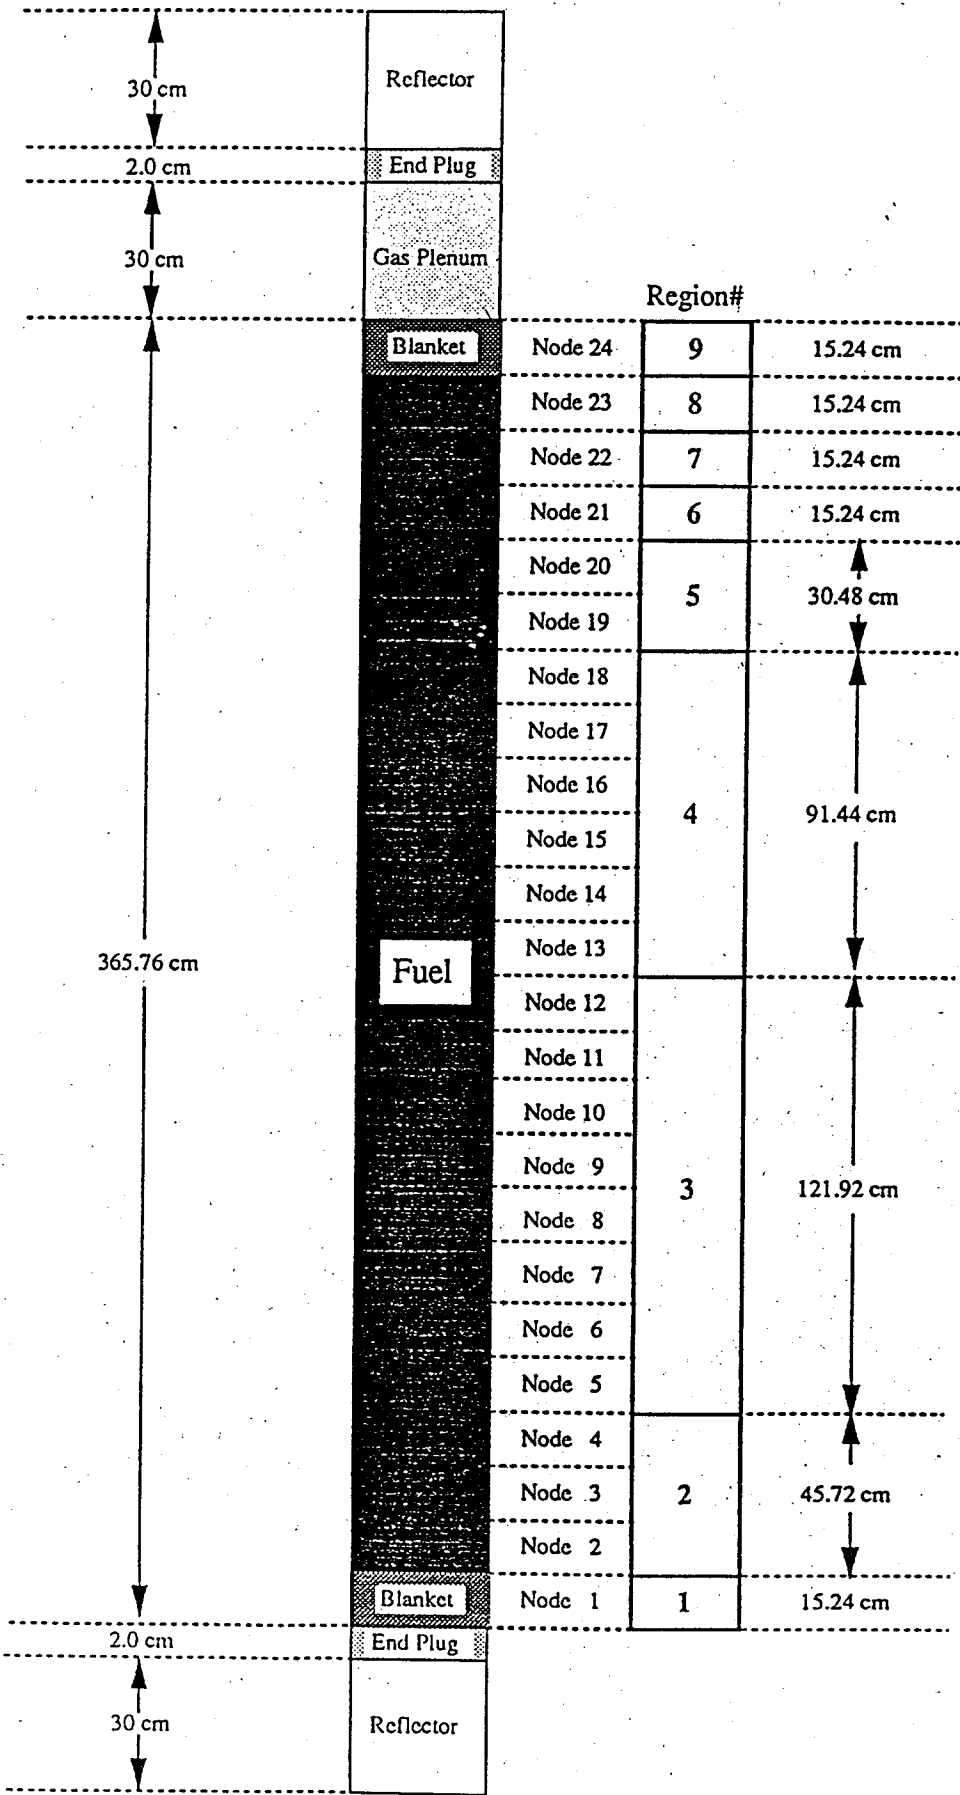 Reflector
30 cm
2.0 cm
End Plug
30 cm
Gas Plenum
Region#
Blanket
Node 24
9
15.24 cm
Node 23
8
15.24 cm
Node 22
7
15.24 cm
Node 21
6
15.24 cm
Node 20
5
30.48 cm
Node 19
Node 18
Node 17
Node 16
4
91.44 cm
Node 15
Node 14
Node 13
365.76 cm
Fuel
Node 12
Node 11
Node 10
Node 9
3
121.92 cm
Node 8
Node 7
Node 6
Node 5
Node 4
Node 3
2
45.72 cm
Node 2
Blanket
Node 1
1
15.24 cm
2.0 cm
End Plug
30 cm
Reflector